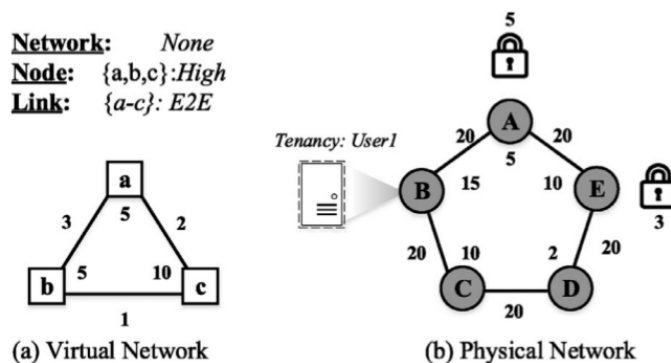 Network: None
Node: {a,b,c}:High
Link: {a-c}: E2E
a
5
3
2
5
10
b
c
1
(a) Virtual Network
5
A
20
20
5
Tenancy: User1
B
15
10
E
3
20
10
2
20
C
D
20
(b) Physical Network